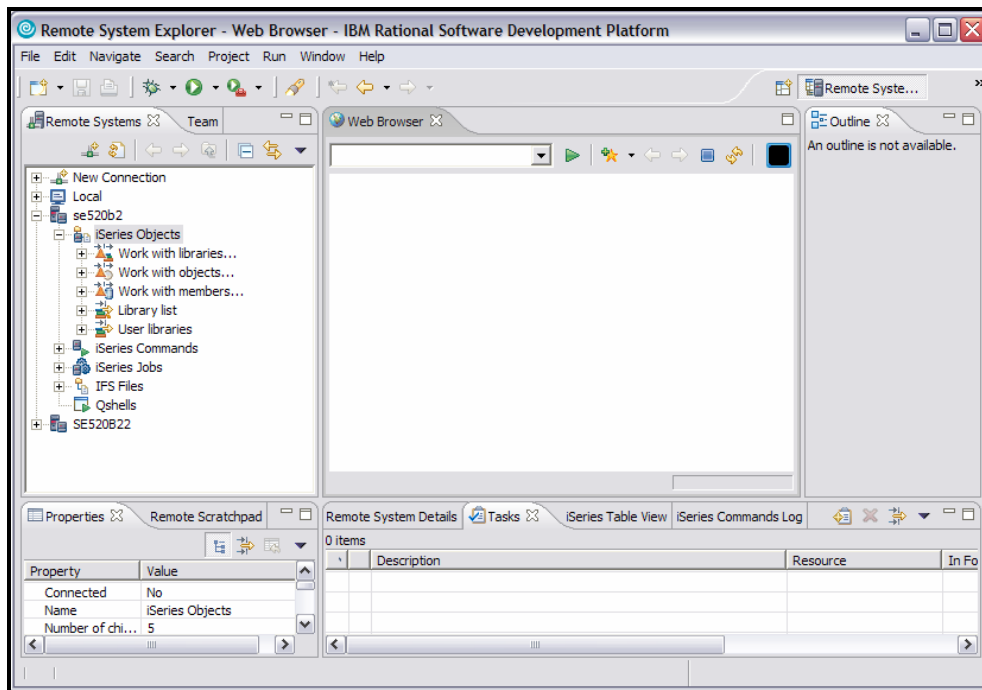 Remote System Explorer - Web Browser - IBM Rational Software Development Platform
File Edit Navigate Search Project Run Window Help
Remote Syste...
Remote Systems
Team
New Connection
Local
se520b2
iSeries Objects
Work with libraries...
Work with objects...
Work with members...
Library list
User libraries
iSeries Commands
iSeries Jobs
IFS Files
Qshells
SE520B22
Web Browser
Outline
An outline is not available.
Properties
Remote Scratchpad
Property Value
Connected No
Name iSeries Objects
Number of chi... 5
Remote System Details Tasks iSeries Table View iSeries Commands Log
0 items
Description Resource In Fo